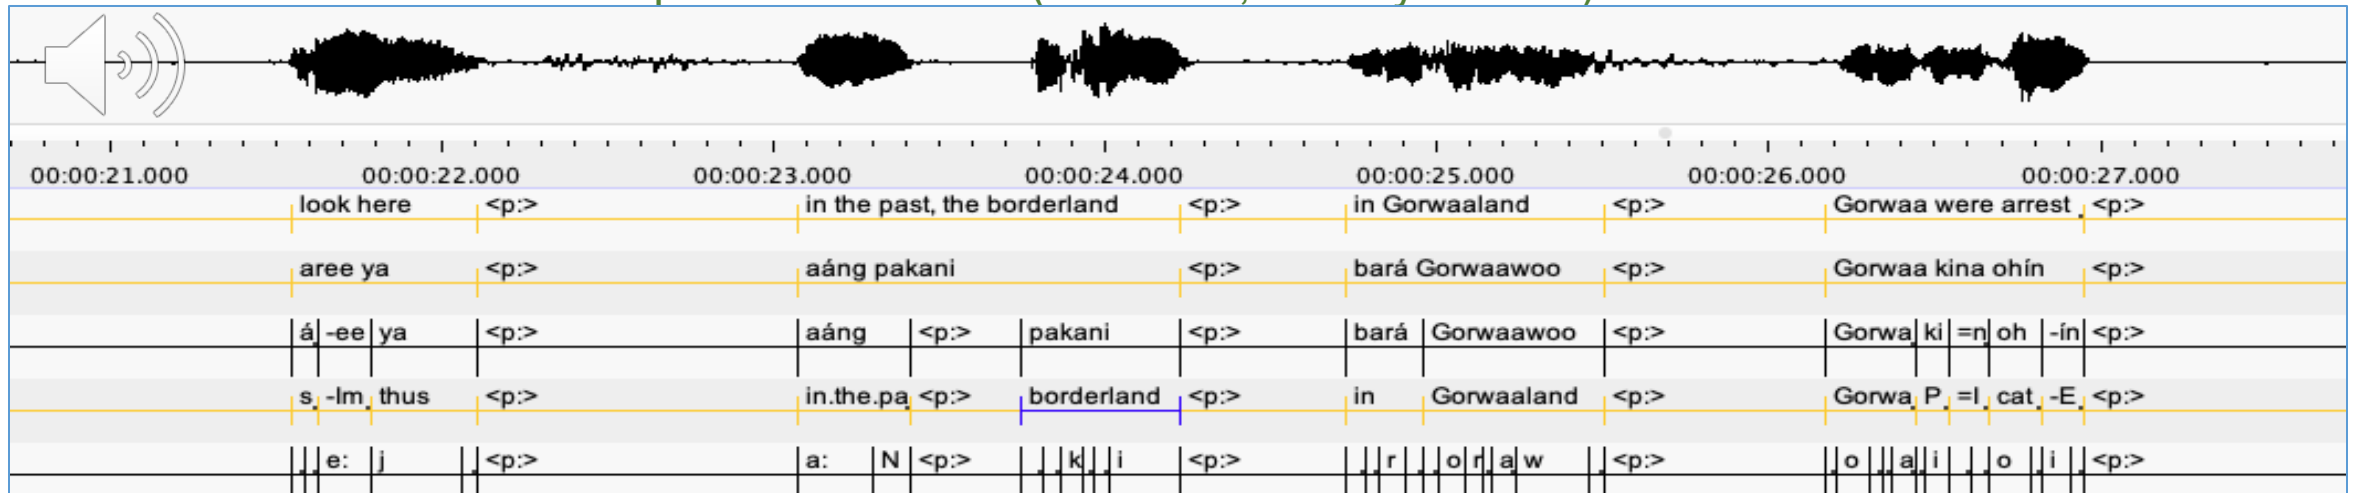 00:00:21.000 00:00:22.000 00:00:23.000 00:00:24.000 00:00:25.000 00:00:26.000 00:00:27.000
look here <p:> in the past, the borderland <p:> in Gorwaaland <p:> Gorwaa were arrest <p:>
aree ya <p:> aáng pakani <p:> bará Gorwaawoo <p:> Gorwaa kina ohín <p:>
á -ee ya <p:> aáng <p:> pakani <p:> bará Gorwaawoo <p:> Gorwa ki =n oh -ín <p:>
s -Im thus <p:> in.the.pa <p:> borderland <p:> in Gorwaaland <p:> Gorwa P =I cat -E <p:>
e: j <p:> a: N <p:> k i <p:> r o r a w <p:> o a i o i <p:>